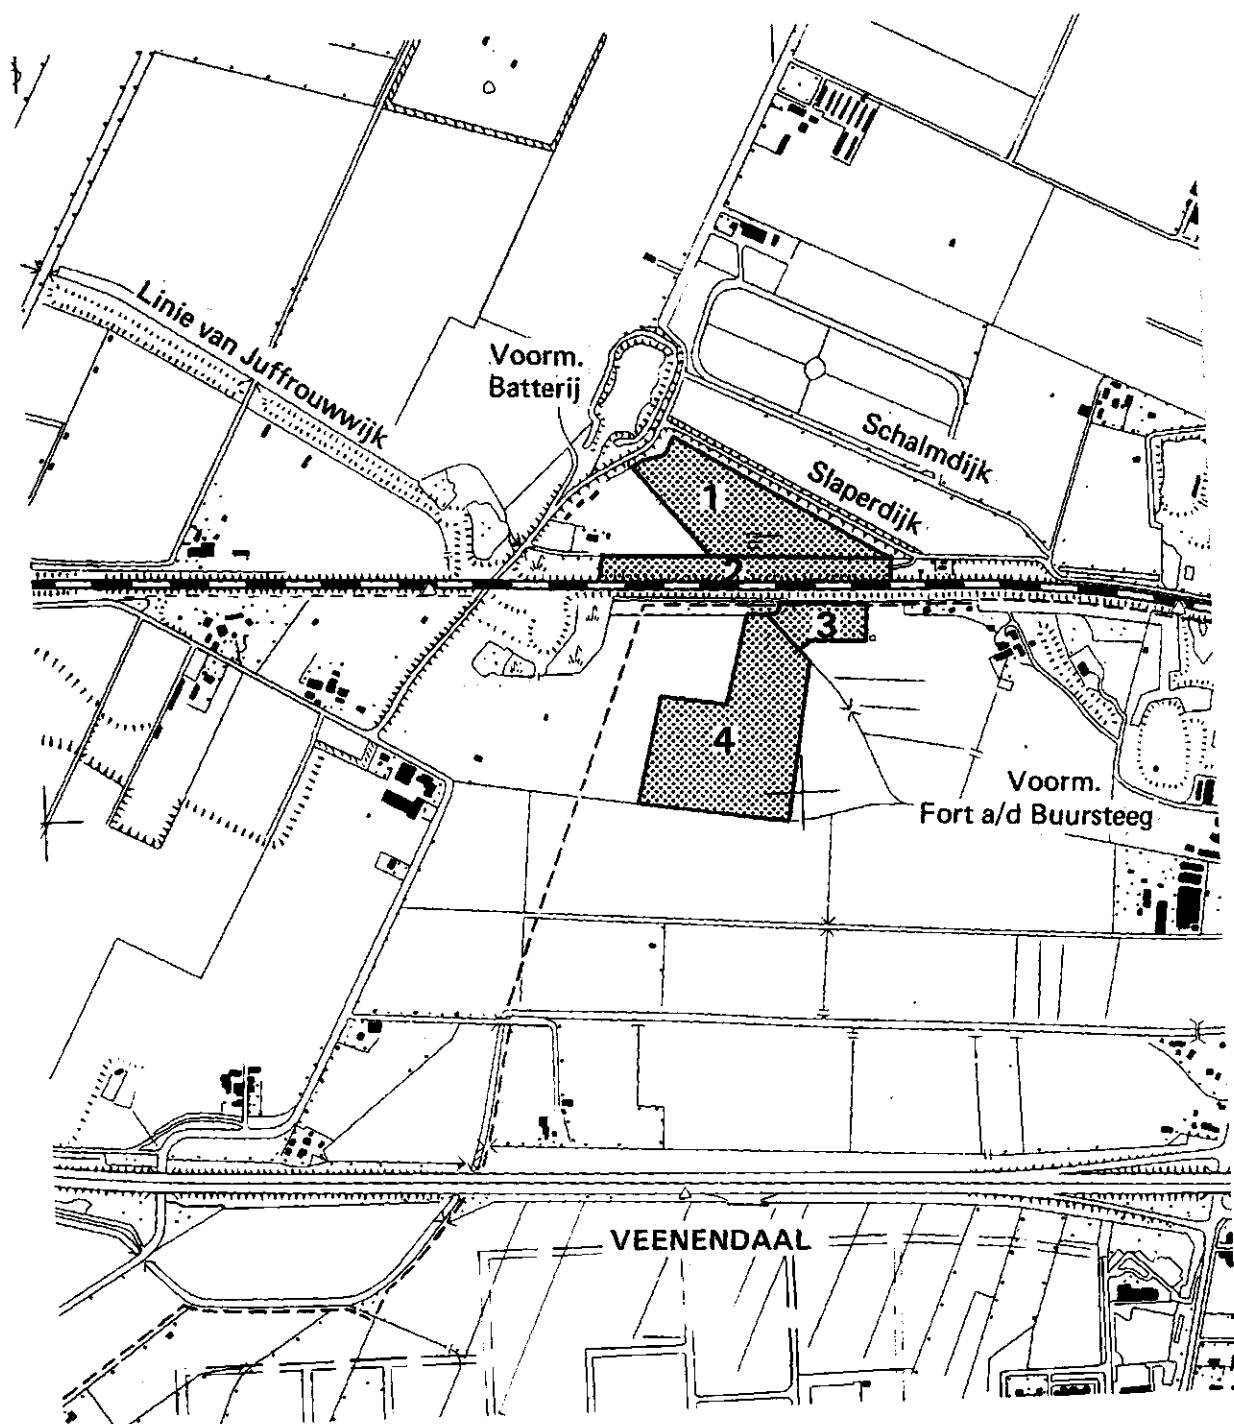 Linie van Juffrouwwijk
Voorm.
Batterij
Schalmdijk
Slaperdijk
1
2
3
4
Voorm.
Fort a/d Buursteeg
VEENENDAAL